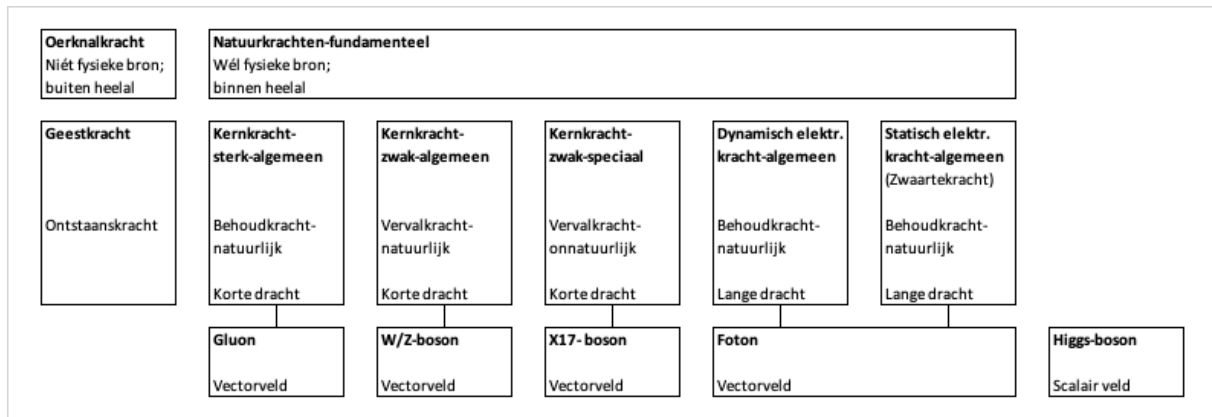 Oerknalkracht
Niét fysieke bron;
buiten heelal
Natuurkrachten-fundamenteel
Wél fysieke bron;
binnen heelal
Geestkracht
Ontstaanskracht
Kernkracht-
sterk-algemeen
Behoudkracht-
natuurlijk
Korte dracht
Kernkracht-
zwak-algemeen
Vervalkracht-
natuurlijk
Korte dracht
Kernkracht-
zwak-speciaal
Vervalkracht-
onnatuurlijk
Korte dracht
Dynamisch elektr.
kracht-algemeen
Behoudkracht-
natuurlijk
Lange dracht
Statisch elektr.
kracht-algemeen
(Zwaartekracht)
Behoudkracht-
natuurlijk
Lange dracht
Gluon
Vectorveld
W/Z-boson
Vectorveld
X17- boson
Vectorveld
Foton
Vectorveld
Higgs-boson
Scalair veld